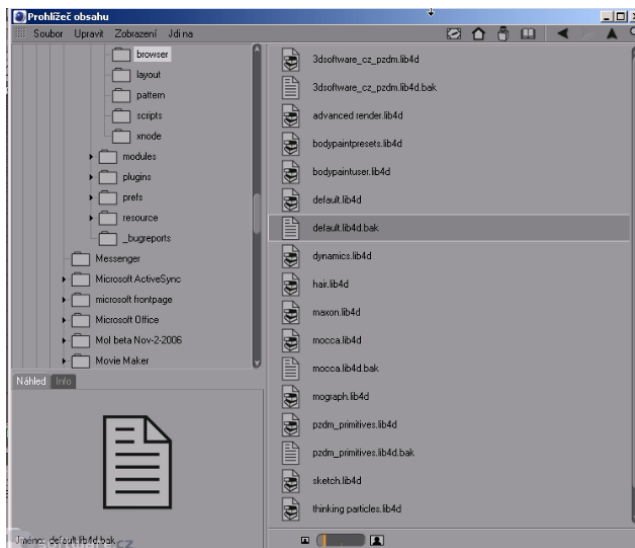 Prohlížeč obsahu
Soubor Upravit Zobrazení Jdi na
browser
layout
pattern
scripts
xnode
modules
plugins
prefs
resource
_bugreports
Messenger
Microsoft ActiveSync
microsoft frontpage
Microsoft Office
Mol beta Nov-2-2006
Movie Maker
Náhled Info
Jméno: default.lib4d.bak
3dsoftware_cz_pzdm.lib4d
3dsoftware_cz_pzdm.lib4d.bak
advanced render.lib4d
bodypaintpresets.lib4d
bodypaintuser.lib4d
default.lib4d
default.lib4d.bak
dynamics.lib4d
hair.lib4d
maxon.lib4d
mocca.lib4d
mocca.lib4d.bak
mograph.lib4d
pzdm_primitives.lib4d
pzdm_primitives.lib4d.bak
sketch.lib4d
thinking particles.lib4d